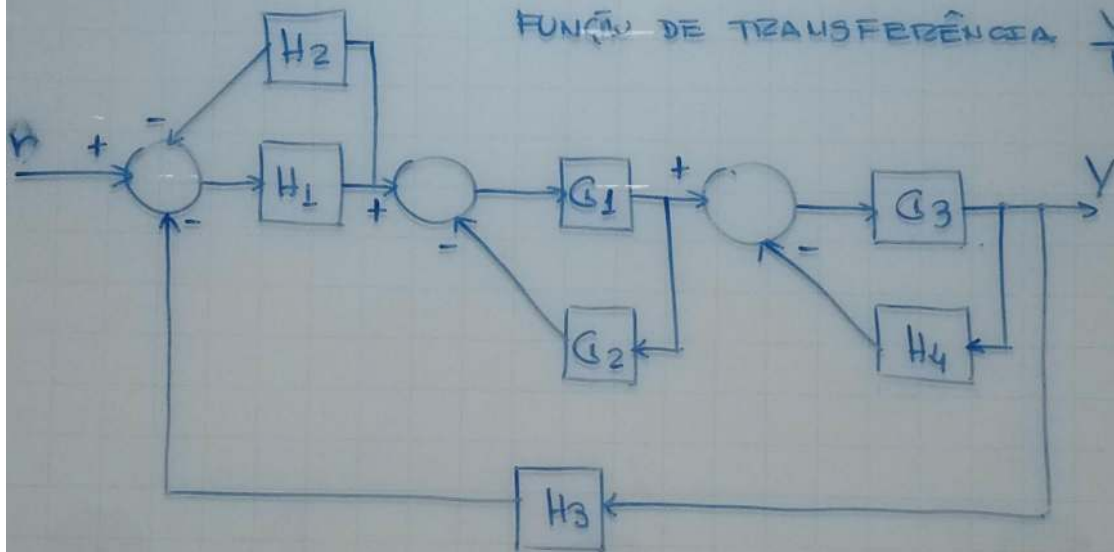 FUNÇÃO DE TRANSFERÊNCIA Y
H2
+ -
H1
+ -
G1
+ -
G3
Y
-
G2
H4
H3